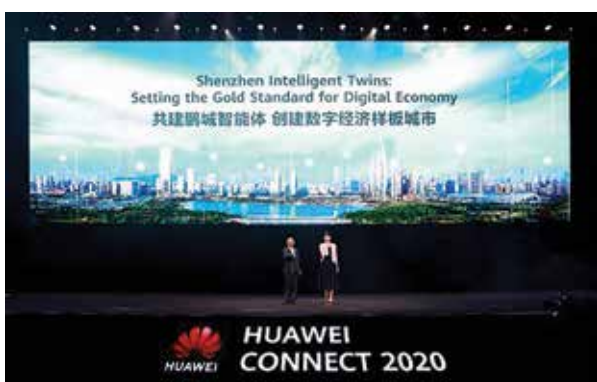 Shenzhen Intelligent Twins:
Setting the Gold Standard for Digital Economy
共建鹏城智能体 创建数字经济样板城市
HUAWEI
HUAWEI
CONNECT 2020